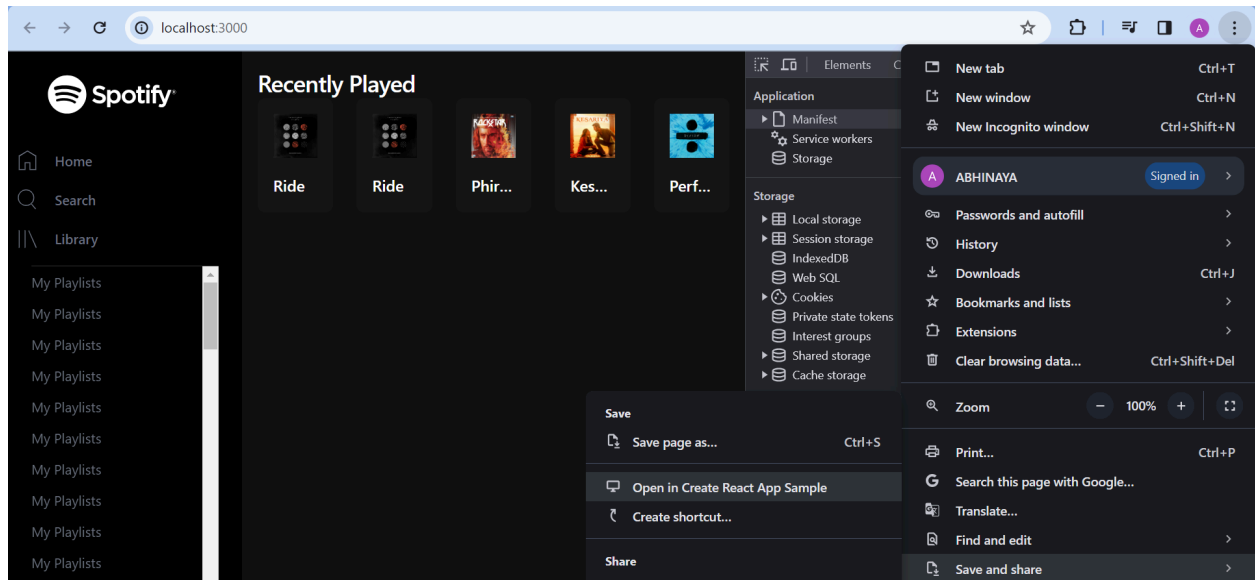 localhost:3000
A
Spotify
Home
Search
Library
My Playlists
My Playlists
My Playlists
My Playlists
My Playlists
My Playlists
My Playlists
My Playlists
My Playlists
My Playlists
Recently Played
Ride
Ride
Phir...
Kes...
Perf...
Elements
Application
Manifest
Service workers
Storage
Storage
Local storage
Session storage
IndexedDB
Web SQL
Cookies
Private state tokens
Interest groups
Shared storage
Cache storage
Save
Save page as... Ctrl+S
Open in Create React App Sample
Create shortcut...
Share
New tab Ctrl+T
New window Ctrl+N
New Incognito window Ctrl+Shift+N
A ABHINAYA Signed in
Passwords and autofill
History
Downloads Ctrl+J
Bookmarks and lists
Extensions
Clear browsing data... Ctrl+Shift+Del
Zoom − 100% +
Print... Ctrl+P
G Search this page with Google...
Translate...
Find and edit
Save and share